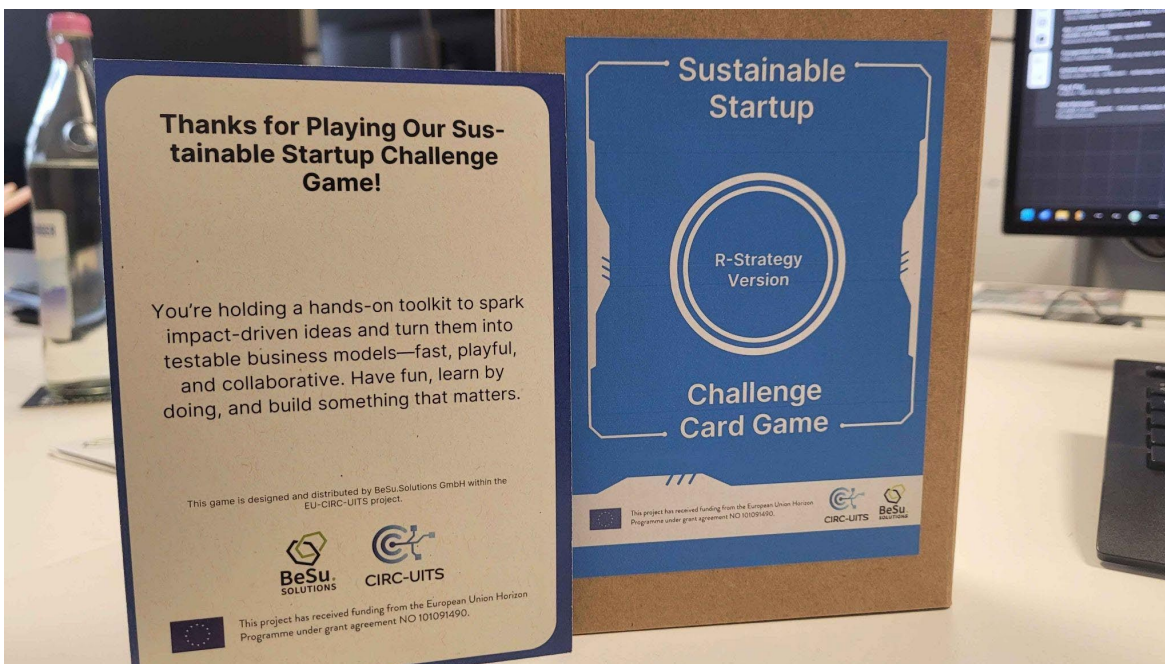 Thanks for Playing Our Sus-
tainable Startup Challenge
Game!
You're holding a hands-on toolkit to spark
impact-driven ideas and turn them into
testable business models—fast, playful,
and collaborative. Have fun, learn by
doing, and build something that matters.
This game is designed and distributed by BeSu.Solutions GmbH within the
EU-CIRC-UITS project.
BeSu.
SOLUTIONS
CIRC-UITS
This project has received funding from the European Union Horizon
Programme under grant agreement NO 101091490.
Sustainable
Startup
R-Strategy
Version
Challenge
Card Game
This project has received funding from the European Union Horizon
Programme under grant agreement NO 101091490.
CIRC-UITS
BeSu.
SOLUTIONS